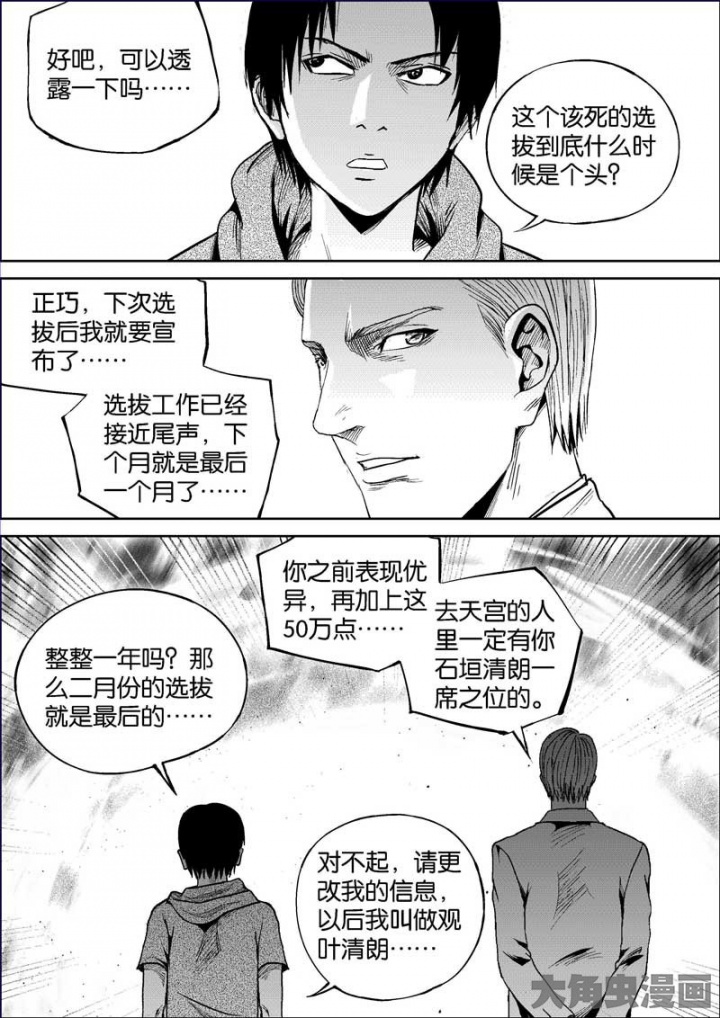 好吧，可以透
露一下吗……
这个该死的选
拔到底什么时
候是个头？
正巧，下次选
拔后我就要宣
布了……
选拔工作已经
接近尾声，下
个月就是最后
一个月了……
你之前表现优
异，再加上这
50万点……
去天宫的人
里一定有你
石垣清朗一
席之位的。
整整一年吗？那
么二月份的选拔
就是最后的……
对不起，请更
改我的信息，
以后我叫做观
叶清朗……
大角虫漫画